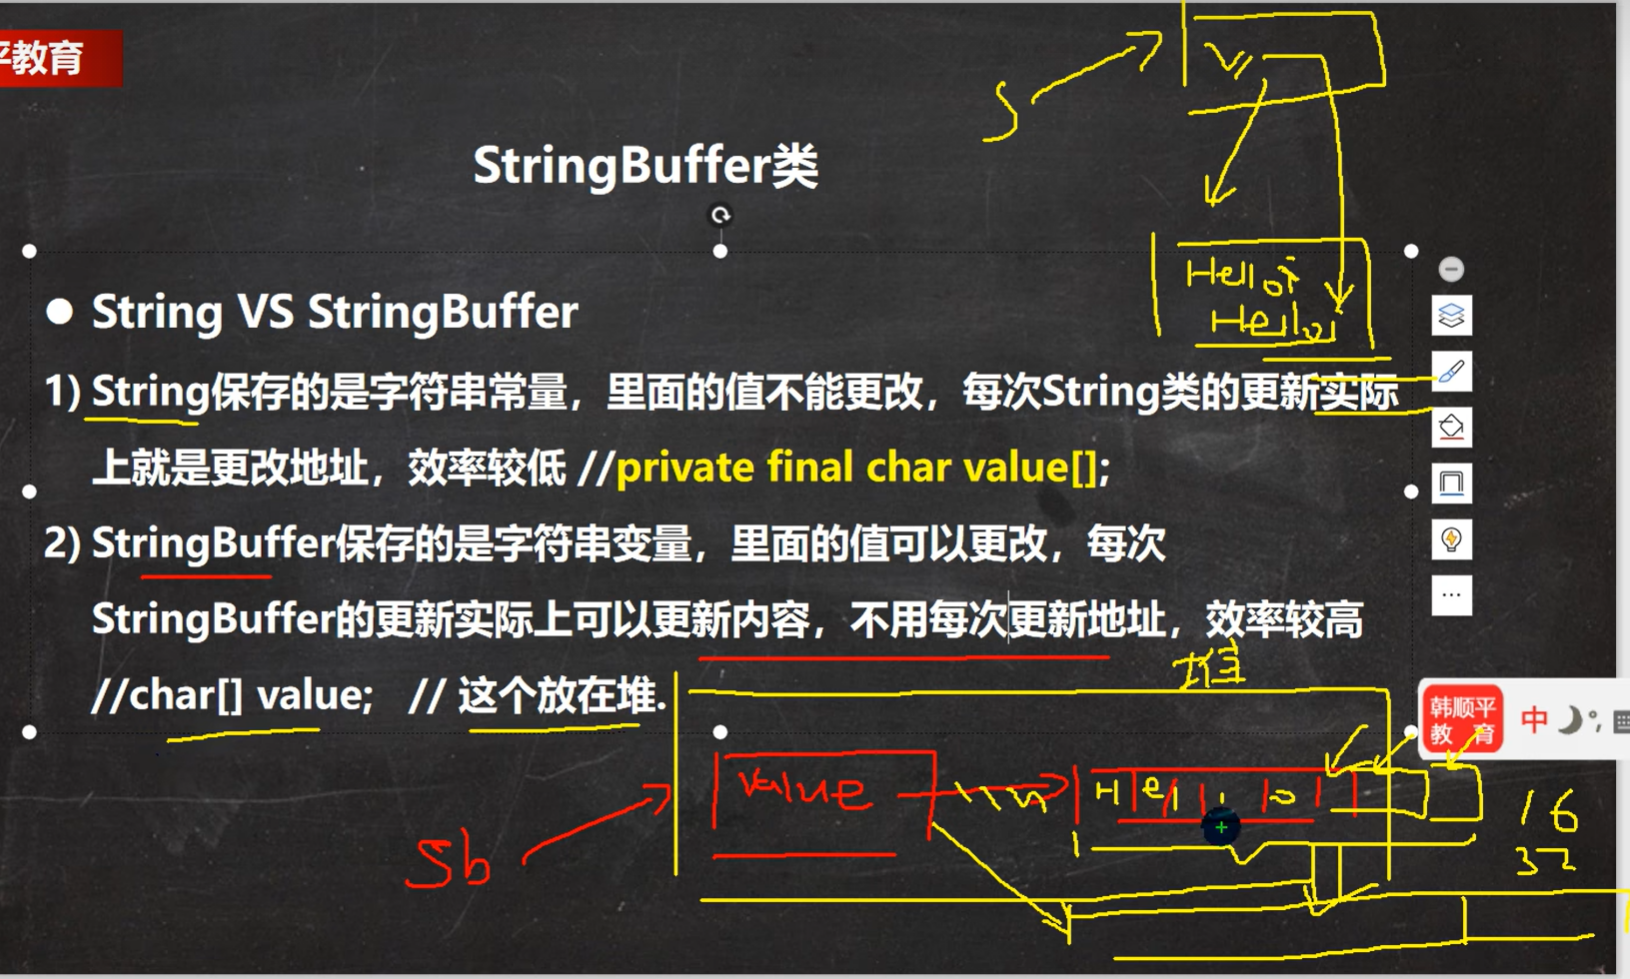 平教育
S
StringBuffer类
Hello
Hello
● String VS StringBuffer
1) String保存的是字符串常量，里面的值不能更改，每次String类的更新实际
上就是更改地址，效率较低 //private final char value[];
2) StringBuffer保存的是字符串变量，里面的值可以更改，每次
StringBuffer的更新实际上可以更新内容，不用每次更新地址，效率较高
堆
//char[] value; // 这个放在堆.
韩顺平
教 育
中
value
Hello
16
32
Sb